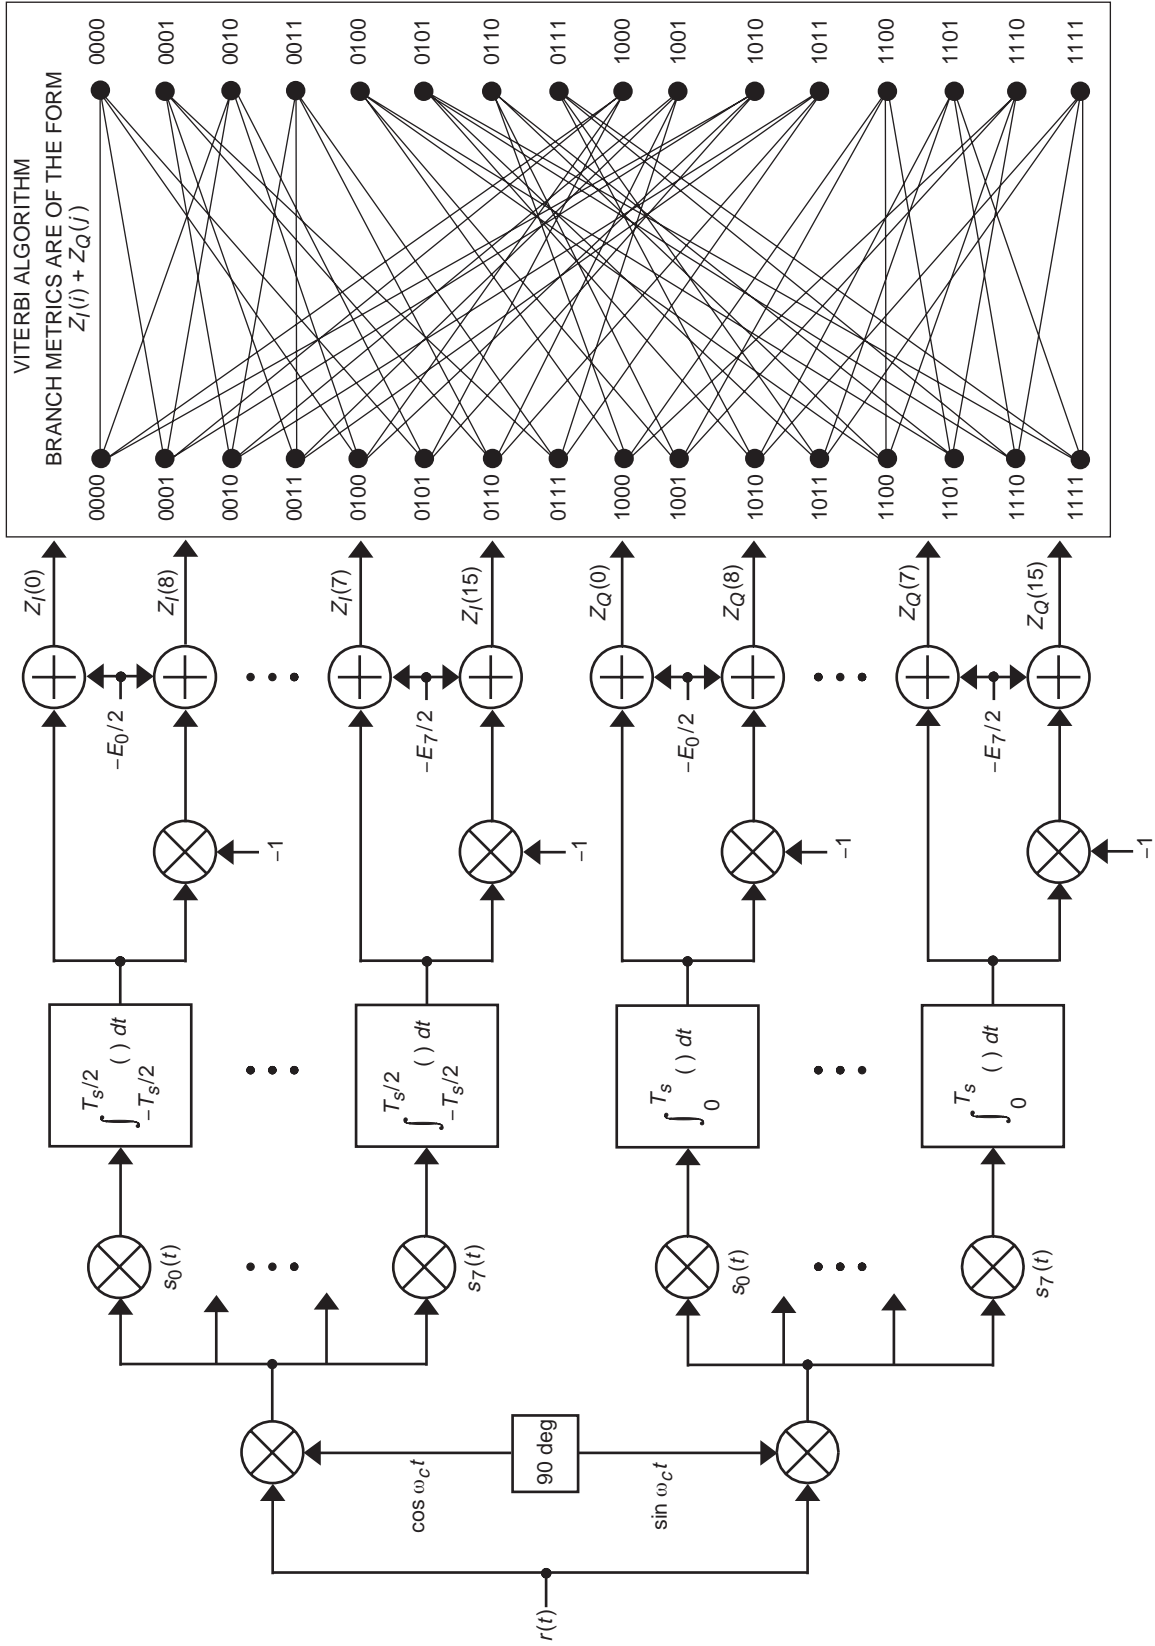 r(t)
cos ω_c t
90 deg
sin ω_c t
s_0(t)
s_7(t)
s_0(t)
s_7(t)
∫_{-T_s/2}^{T_s/2} ( ) dt
∫_{-T_s/2}^{T_s/2} ( ) dt
∫_0^{T_s} ( ) dt
∫_0^{T_s} ( ) dt
−1
−1
−1
−1
−E_0/2
−E_7/2
−E_0/2
−E_7/2
Z_I(0)
Z_I(8)
Z_I(7)
Z_I(15)
Z_Q(0)
Z_Q(8)
Z_Q(7)
Z_Q(15)
VITERBI ALGORITHM
BRANCH METRICS ARE OF THE FORM
Z_I(i) + Z_Q(j)
0000 0000
0001 0001
0010 0010
0011 0011
0100 0100
0101 0101
0110 0110
0111 0111
1000 1000
1001 1001
1010 1010
1011 1011
1100 1100
1101 1101
1110 1110
1111 1111